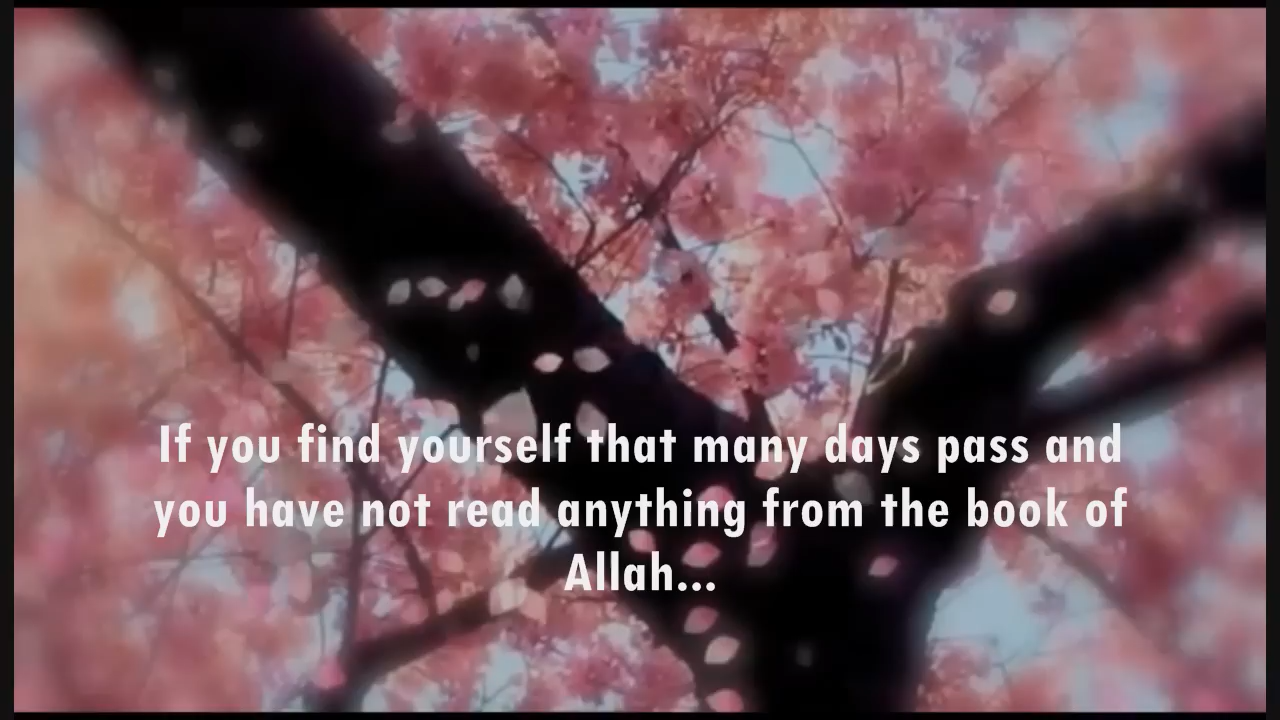 If you find yourself that many days pass and
you have not read anything from the book of
Allah...